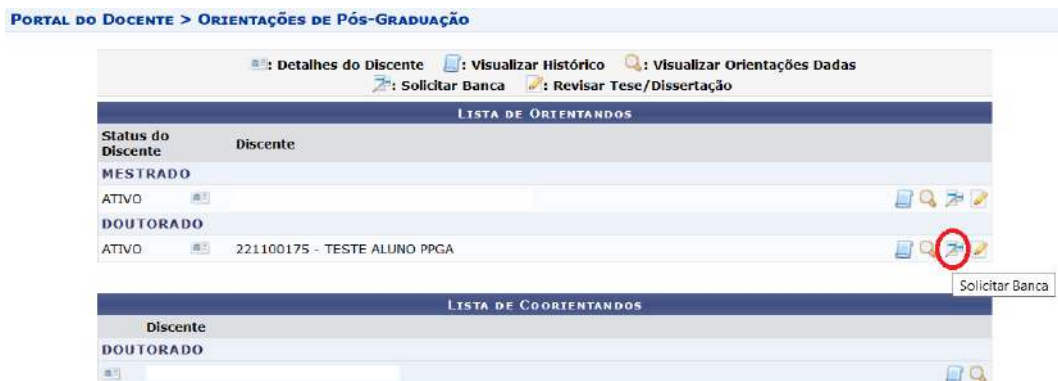 PORTAL DO DOCENTE > ORIENTAÇÕES DE PÓS-GRADUAÇÃO
: Detalhes do Discente : Visualizar Histórico : Visualizar Orientações Dadas
: Solicitar Banca : Revisar Tese/Dissertação
LISTA DE ORIENTANDOS
Status do Discente Discente
MESTRADO
ATIVO
DOUTORADO
ATIVO 221100175 - TESTE ALUNO PPGA
Solicitar Banca
LISTA DE COORIENTANDOS
Discente
DOUTORADO